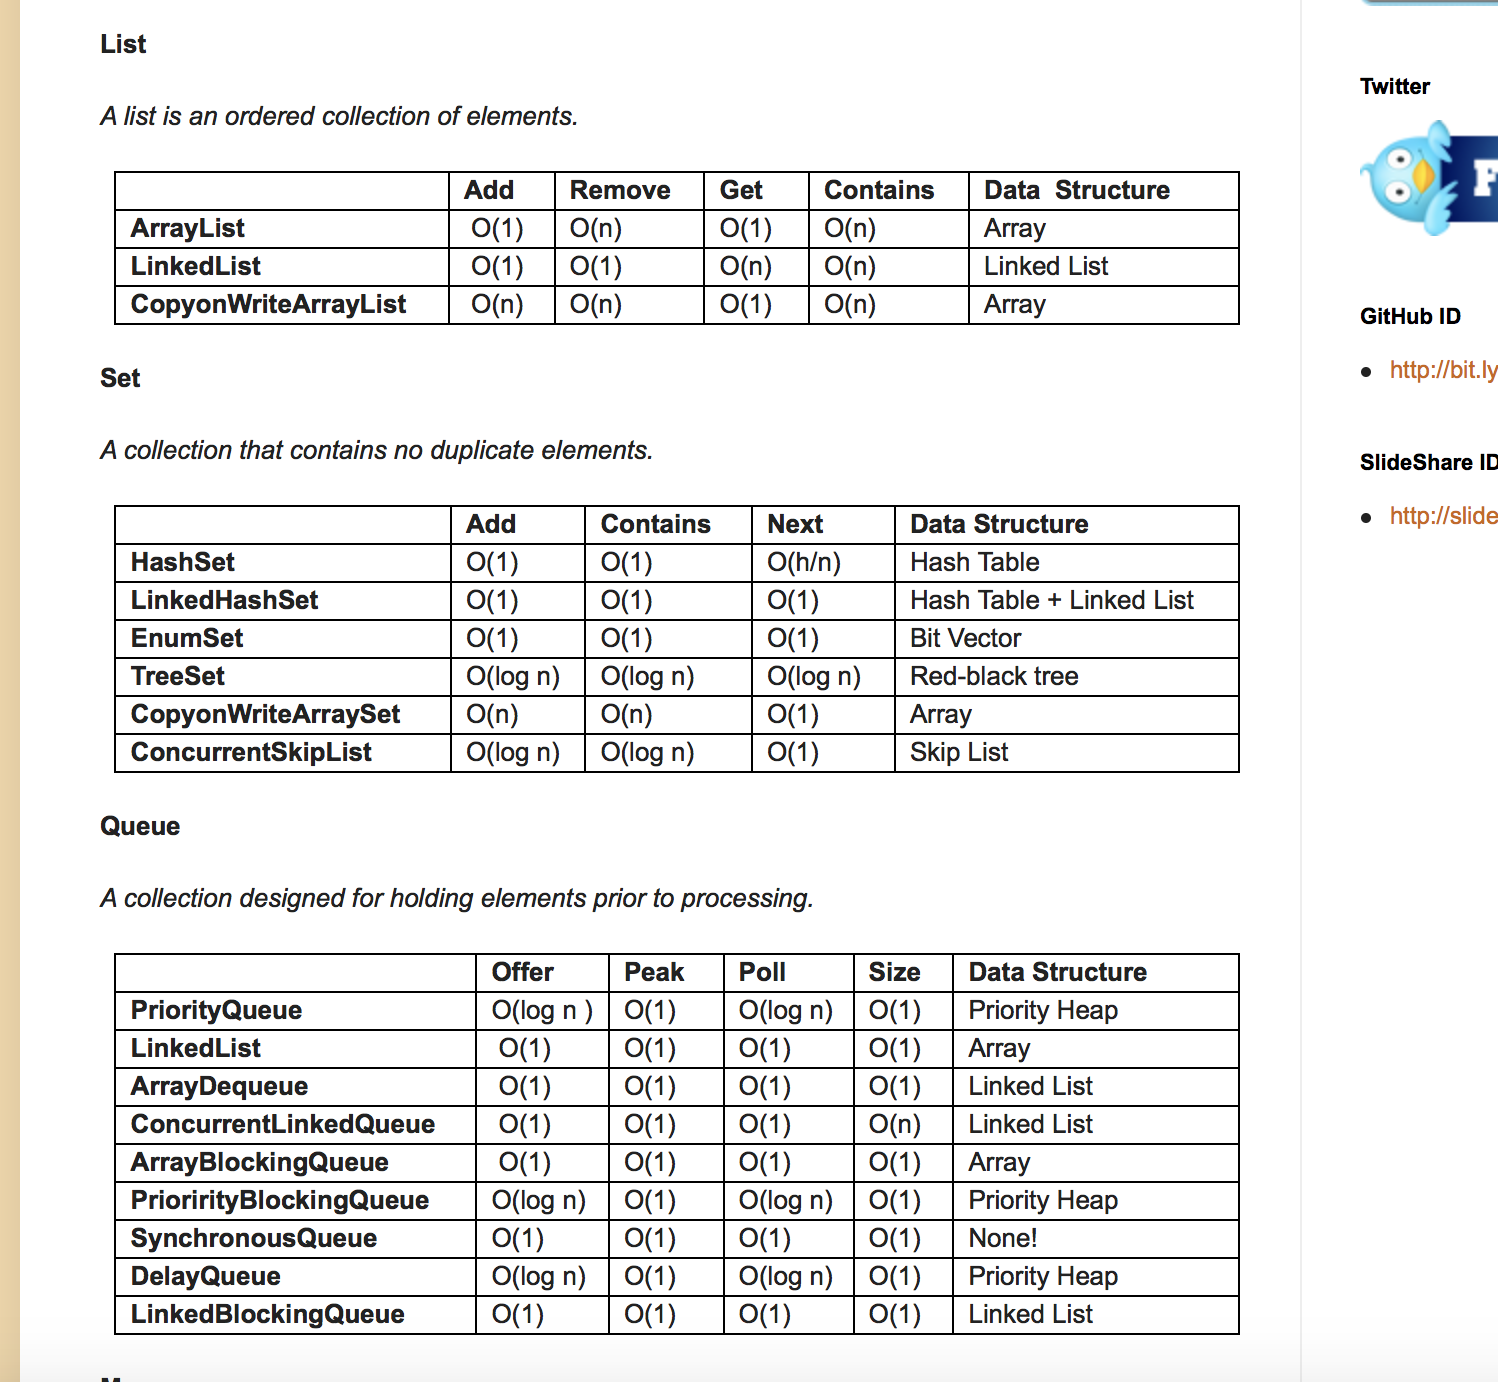 List
A list is an ordered collection of elements.
Add Remove Get Contains Data Structure
ArrayList O(1) O(n) O(1) O(n) Array
LinkedList O(1) O(1) O(n) O(n) Linked List
CopyonWriteArrayList O(n) O(n) O(1) O(n) Array
Set
A collection that contains no duplicate elements.
Add Contains Next Data Structure
HashSet O(1) O(1) O(h/n) Hash Table
LinkedHashSet O(1) O(1) O(1) Hash Table + Linked List
EnumSet O(1) O(1) O(1) Bit Vector
TreeSet O(log n) O(log n) O(log n) Red-black tree
CopyonWriteArraySet O(n) O(n) O(1) Array
ConcurrentSkipList O(log n) O(log n) O(1) Skip List
Queue
A collection designed for holding elements prior to processing.
Offer Peak Poll Size Data Structure
PriorityQueue O(log n ) O(1) O(log n) O(1) Priority Heap
LinkedList O(1) O(1) O(1) O(1) Array
ArrayDequeue O(1) O(1) O(1) O(1) Linked List
ConcurrentLinkedQueue O(1) O(1) O(1) O(n) Linked List
ArrayBlockingQueue O(1) O(1) O(1) O(1) Array
PriorirityBlockingQueue O(log n) O(1) O(log n) O(1) Priority Heap
SynchronousQueue O(1) O(1) O(1) O(1) None!
DelayQueue O(log n) O(1) O(log n) O(1) Priority Heap
LinkedBlockingQueue O(1) O(1) O(1) O(1) Linked List
Twitter
F
GitHub ID
http://bit.ly
SlideShare ID
http://slide